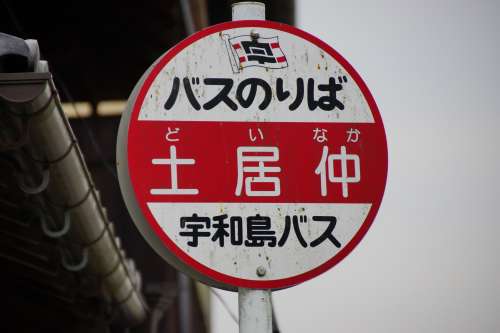 バスのりば
どいなか
土居仲
宇和島バス